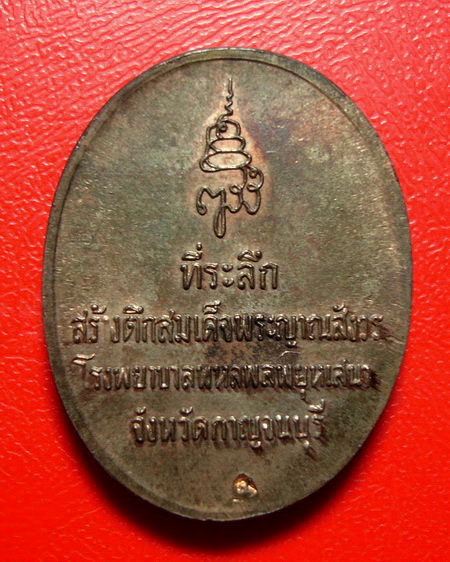 ที่ระลึก
สร้างตึกสมเด็จพระญาณสังวร
โรงพยาบาลพหลพลพยุหเสนา
จังหวัดกาญจนบุรี